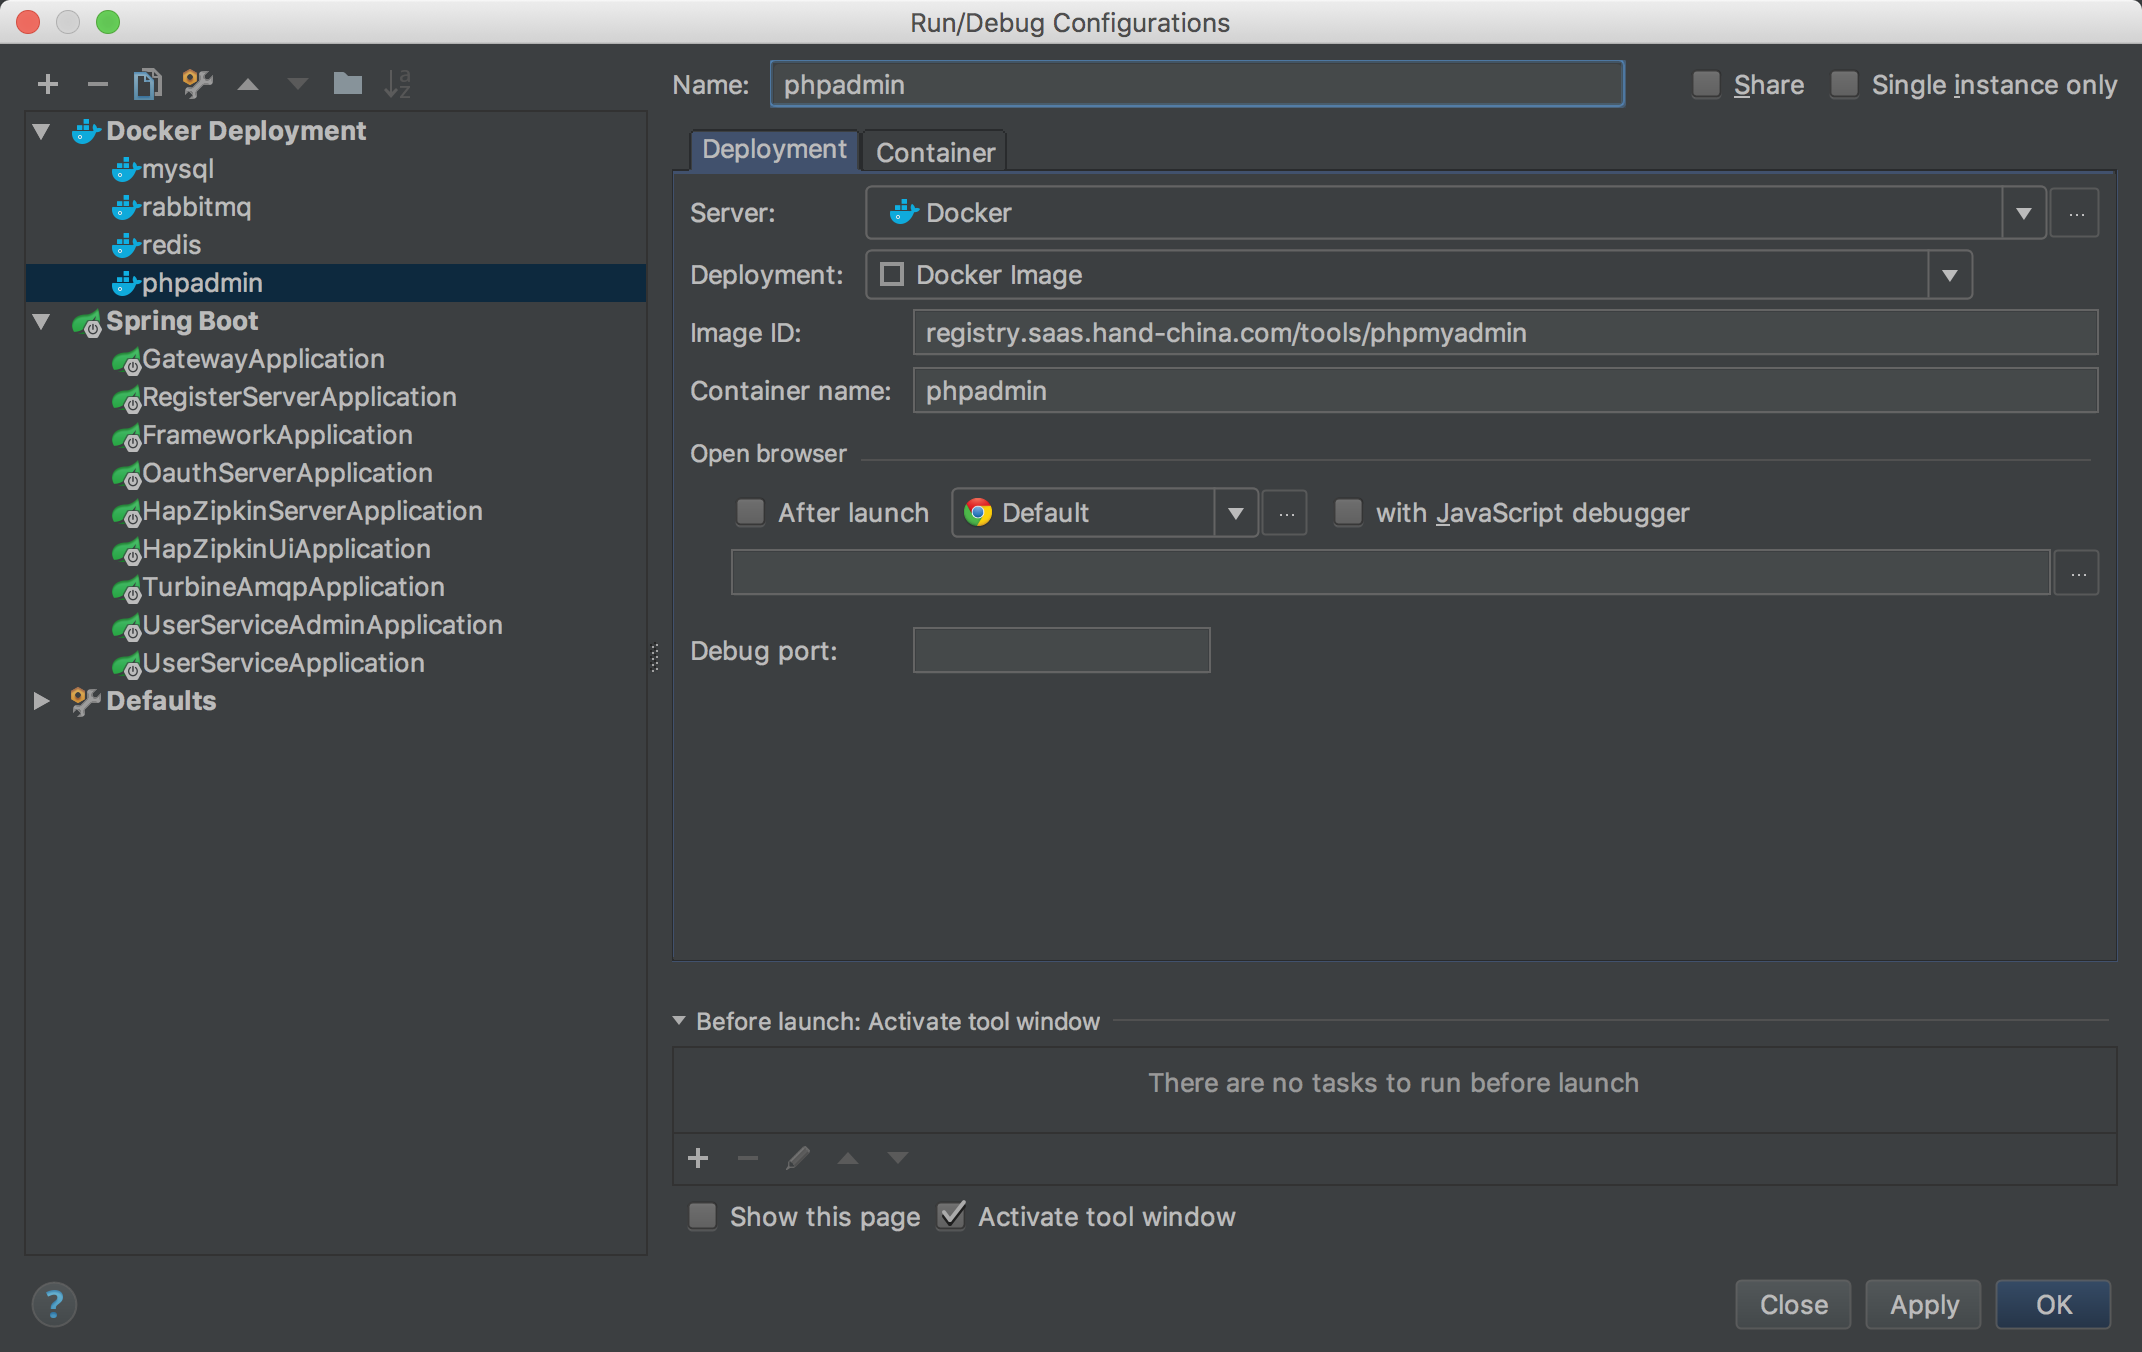 Run/Debug Configurations
Name: phpadmin Share Single instance only
Docker Deployment
mysql
rabbitmq
redis
phpadmin
Spring Boot
GatewayApplication
RegisterServerApplication
FrameworkApplication
OauthServerApplication
HapZipkinServerApplication
HapZipkinUiApplication
TurbineAmqpApplication
UserServiceAdminApplication
UserServiceApplication
Defaults
Deployment Container
Server: Docker ...
Deployment: Docker Image
Image ID: registry.saas.hand-china.com/tools/phpmyadmin
Container name: phpadmin
Open browser
After launch Default ... with JavaScript debugger
...
Debug port:
Before launch: Activate tool window
There are no tasks to run before launch
Show this page Activate tool window
? Close Apply OK